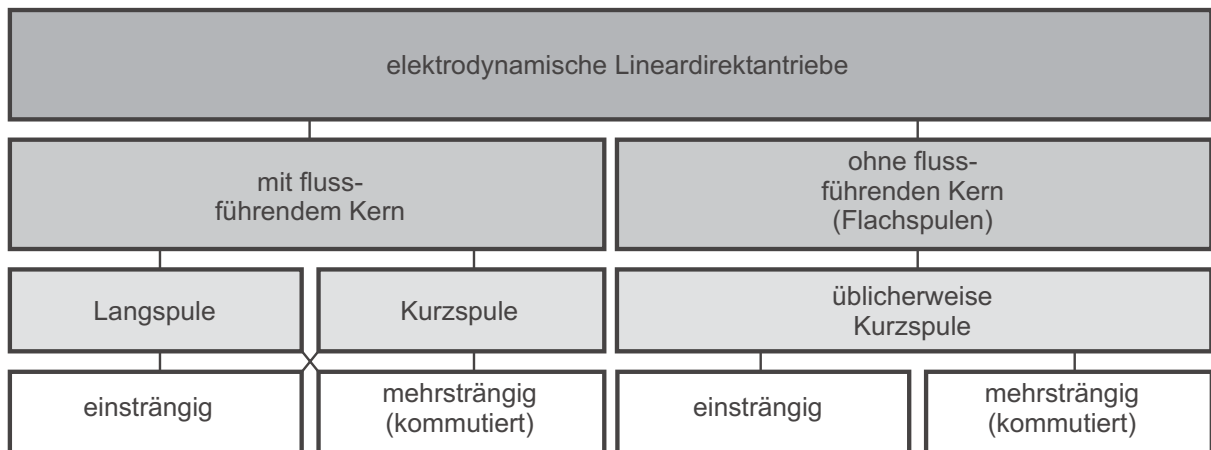 elektrodynamische Lineardirektantriebe
mit fluss-
führendem Kern
ohne fluss-
führenden Kern
(Flachspulen)
Langspule
Kurzspule
üblicherweise
Kurzspule
einsträngig
mehrsträngig
(kommutiert)
einsträngig
mehrsträngig
(kommutiert)